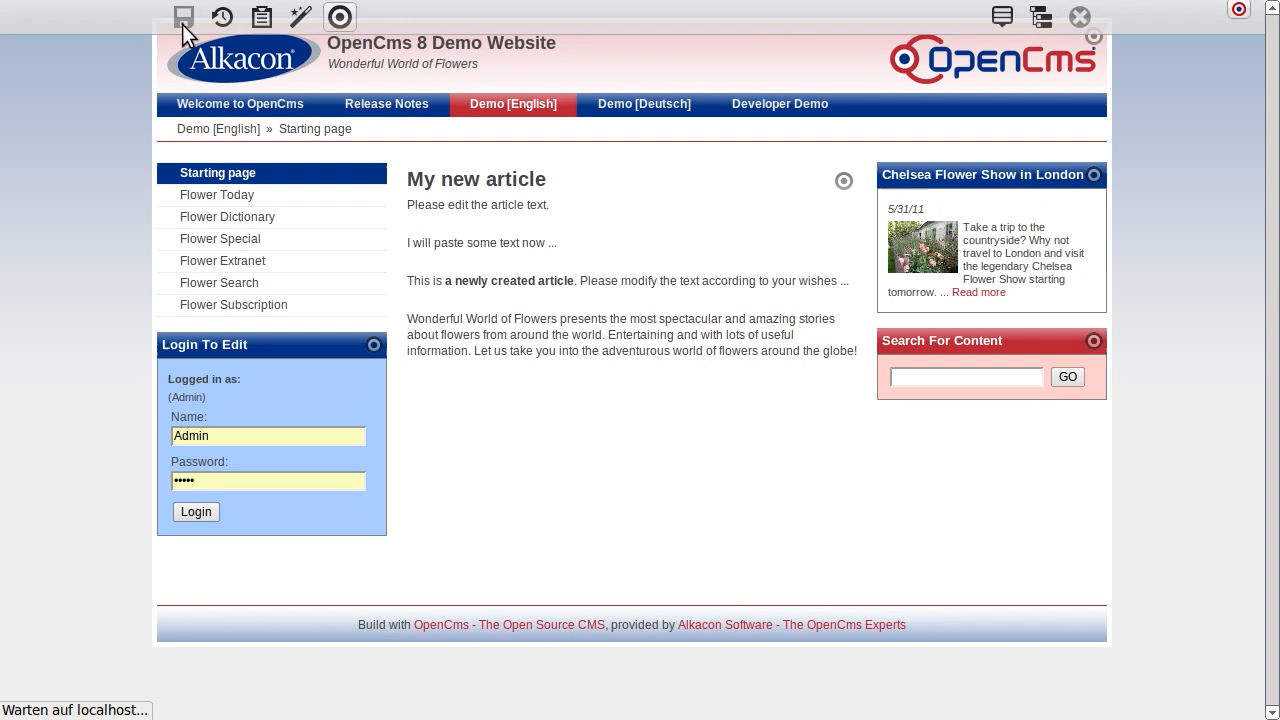 Alkacon
OpenCms 8 Demo Website
Wonderful World of Flowers
OpenCms
Welcome to OpenCms
Release Notes
Demo [English]
Demo [Deutsch]
Developer Demo
Demo [English] » Starting page
Starting page
Flower Today
Flower Dictionary
Flower Special
Flower Extranet
Flower Search
Flower Subscription
Login To Edit
Logged in as:
(Admin)
Name:
Admin
Password:
•••••
Login
My new article
Please edit the article text.
I will paste some text now ...
This is a newly created article. Please modify the text according to your wishes ...
Wonderful World of Flowers presents the most spectacular and amazing stories
about flowers from around the world. Entertaining and with lots of useful
information. Let us take you into the adventurous world of flowers around the globe!
Chelsea Flower Show in London
5/31/11
Take a trip to the
countryside? Why not
travel to London and visit
the legendary Chelsea
Flower Show starting
tomorrow. ... Read more
Search For Content
GO
Build with OpenCms - The Open Source CMS, provided by Alkacon Software - The OpenCms Experts
Warten auf localhost...